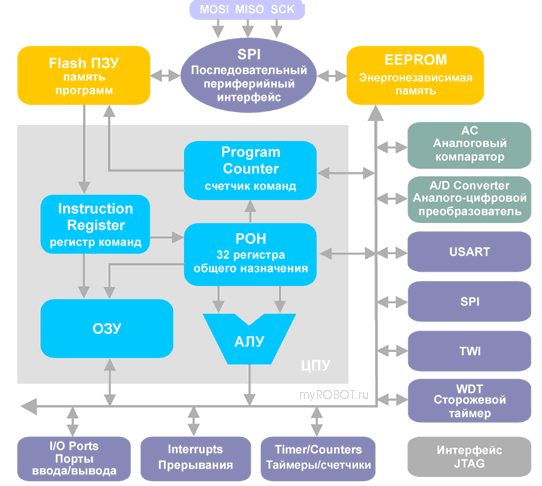 MOSI MISO SCK
SPI
Последовательный
периферийный
интерфейс
Flash ПЗУ
память
программ
EEPROM
Энергонезависимая
память
Program
Counter
счетчик команд
AC
Аналоговый
компаратор
Instruction
Register
регистр команд
A/D Converter
Аналого-цифровой
преобразователь
РОН
32 регистра
общего назначения
USART
SPI
ОЗУ
АЛУ
TWI
ЦПУ
myROBOT.ru
WDT
Сторожевой
таймер
I/O Ports
Порты
ввода/вывода
Interrupts
Прерывания
Timer/Counters
Таймеры/счетчики
Интерфейс
JTAG